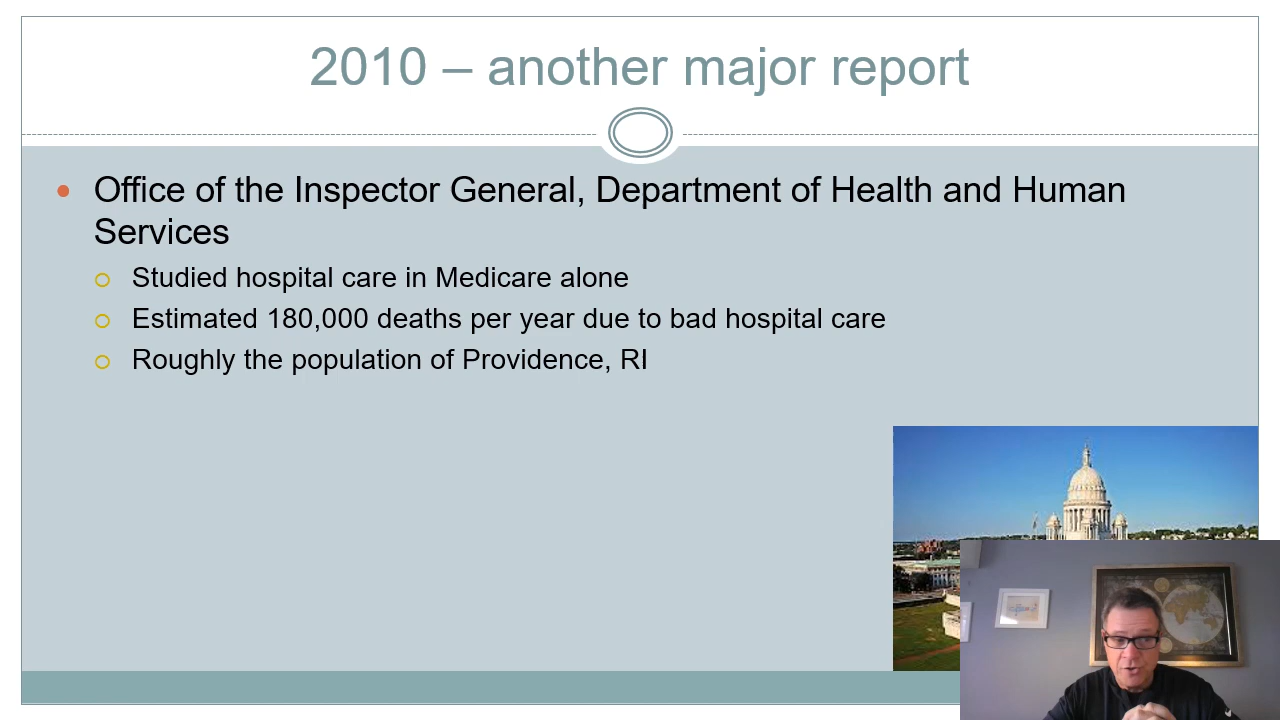 2010 – another major report
Office of the Inspector General, Department of Health and Human
Services
Studied hospital care in Medicare alone
Estimated 180,000 deaths per year due to bad hospital care
Roughly the population of Providence, RI